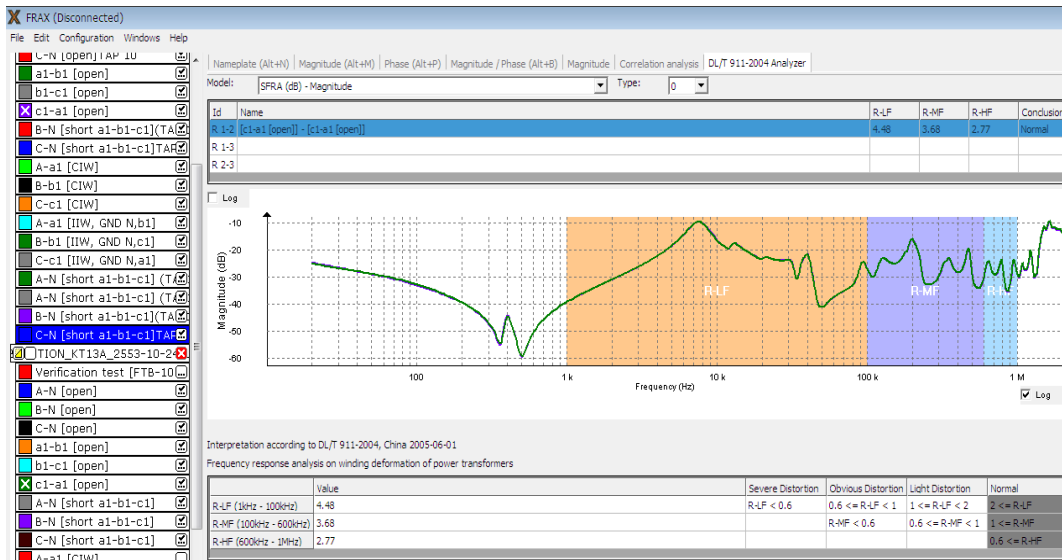 FRAX (Disconnected)
File Edit Configuration Windows Help
C-N [open]TAP 10
a1-b1 [open]
b1-c1 [open]
c1-a1 [open]
B-N [short a1-b1-c1](TA
C-N [short a1-b1-c1]TAP
A-a1 [CIW]
B-b1 [CIW]
C-c1 [CIW]
A-a1 [IIW, GND N,b1]
B-b1 [IIW, GND N,c1]
C-c1 [IIW, GND N,a1]
A-N [short a1-b1-c1] (TA
A-N [short a1-b1-c1] (TA
B-N [short a1-b1-c1](TA
C-N [short a1-b1-c1]TAP
TION_KT13A_2553-10-24
Verification test [FTB-10
A-N [open]
B-N [open]
C-N [open]
a1-b1 [open]
b1-c1 [open]
c1-a1 [open]
A-N [short a1-b1-c1]
B-N [short a1-b1-c1]
C-N [short a1-b1-c1]
A-a1 [CIW]
Nameplate (Alt+N) Magnitude (Alt+M) Phase (Alt+P) Magnitude / Phase (Alt+B) Magnitude Correlation analysis DL/T 911-2004 Analyzer
Model: SFRA (dB) - Magnitude Type: 0
Id Name R-LF R-MF R-HF Conclusion
R 1-2 [c1-a1 [open]] - [c1-a1 [open]] 4.48 3.68 2.77 Normal
R 1-3
R 2-3
Log
Magnitude (dB)
-10
-20
-30
-40
-50
-60
R-LF R-MF R-H
100 1 k 10 k 100 k 1 M
Frequency (Hz)
Log
Interpretation according to DL/T 911-2004, China 2005-06-01
Frequency response analysis on winding deformation of power transformers
Value Severe Distortion Obvious Distortion Light Distortion Normal
R-LF (1kHz - 100kHz) 4.48 R-LF < 0.6 0.6 <= R-LF < 1 1 <= R-LF < 2 2 <= R-LF
R-MF (100kHz - 600kHz) 3.68 R-MF < 0.6 0.6 <= R-MF < 1 1 <= R-MF
R-HF (600kHz - 1MHz) 2.77 0.6 <= R-HF